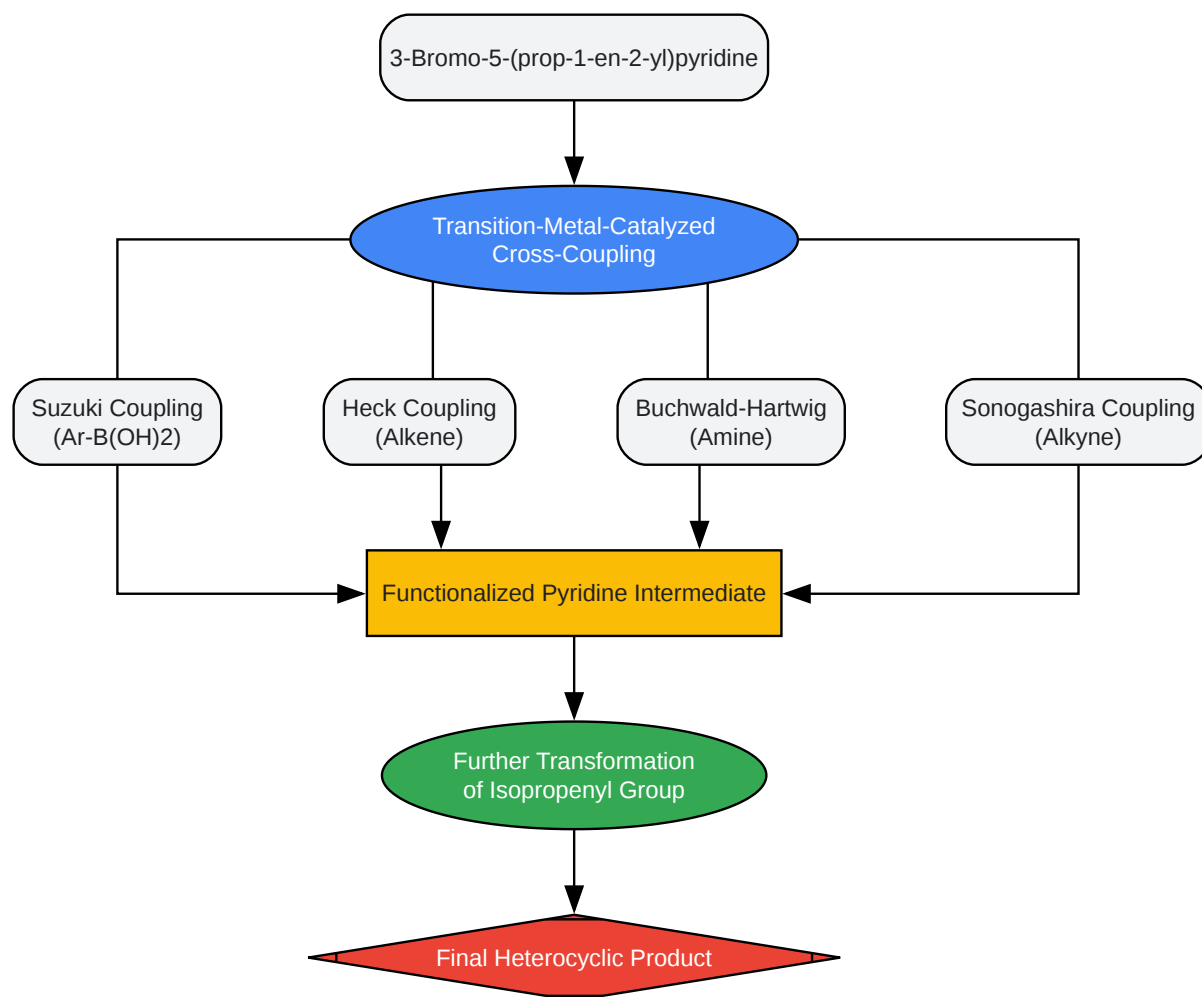 3-Bromo-5-(prop-1-en-2-yl)pyridine
Transition-Metal-Catalyzed
Cross-Coupling
Suzuki Coupling
(Ar-B(OH)2)
Heck Coupling
(Alkene)
Buchwald-Hartwig
(Amine)
Sonogashira Coupling
(Alkyne)
Functionalized Pyridine Intermediate
Further Transformation
of Isopropenyl Group
Final Heterocyclic Product